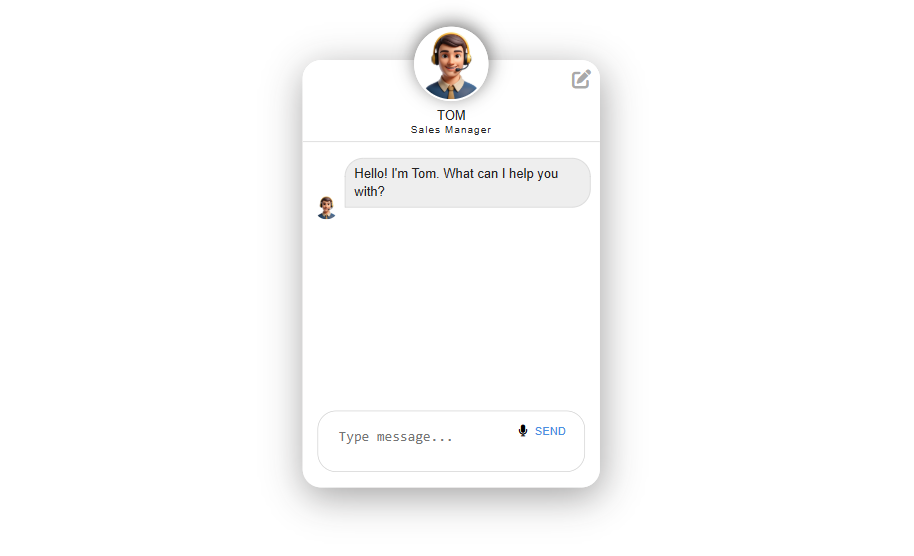 TOM
Sales Manager
Hello! I'm Tom. What can I help you
with?
Type message...
SEND